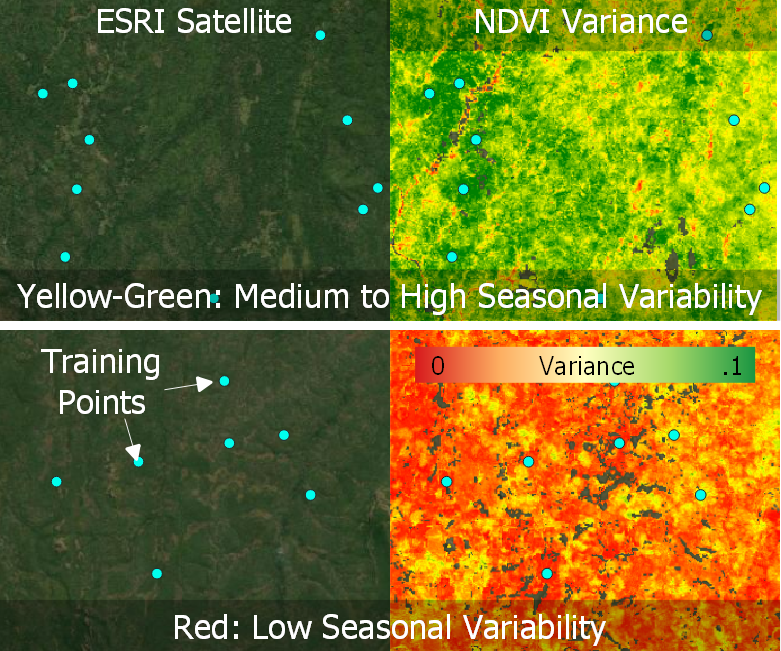 ESRI Satellite
NDVI Variance
Yellow-Green: Medium to High Seasonal Variability
Training
Points
0 Variance .1
Red: Low Seasonal Variability